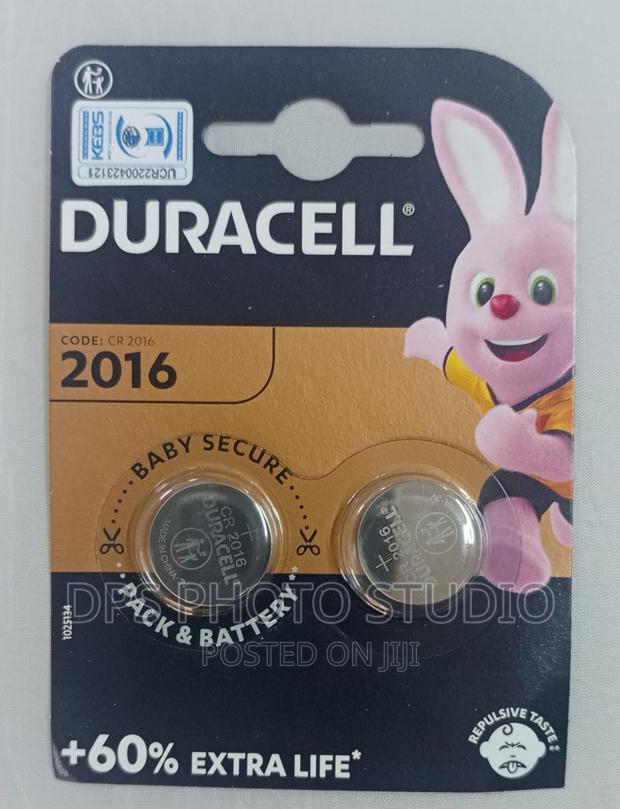 KEBS
UCR2200423121
DURACELL®
CODE: CR 2016
2016
BABY SECURE
CR 2016
DURACELL
MADE IN CHINA
CR 2016
DURACELL
PACK & BATTERY**
1025134
DPS PHOTO STUDIO
POSTED ON JIJI
+60% EXTRA LIFE*
REPULSIVE TASTE